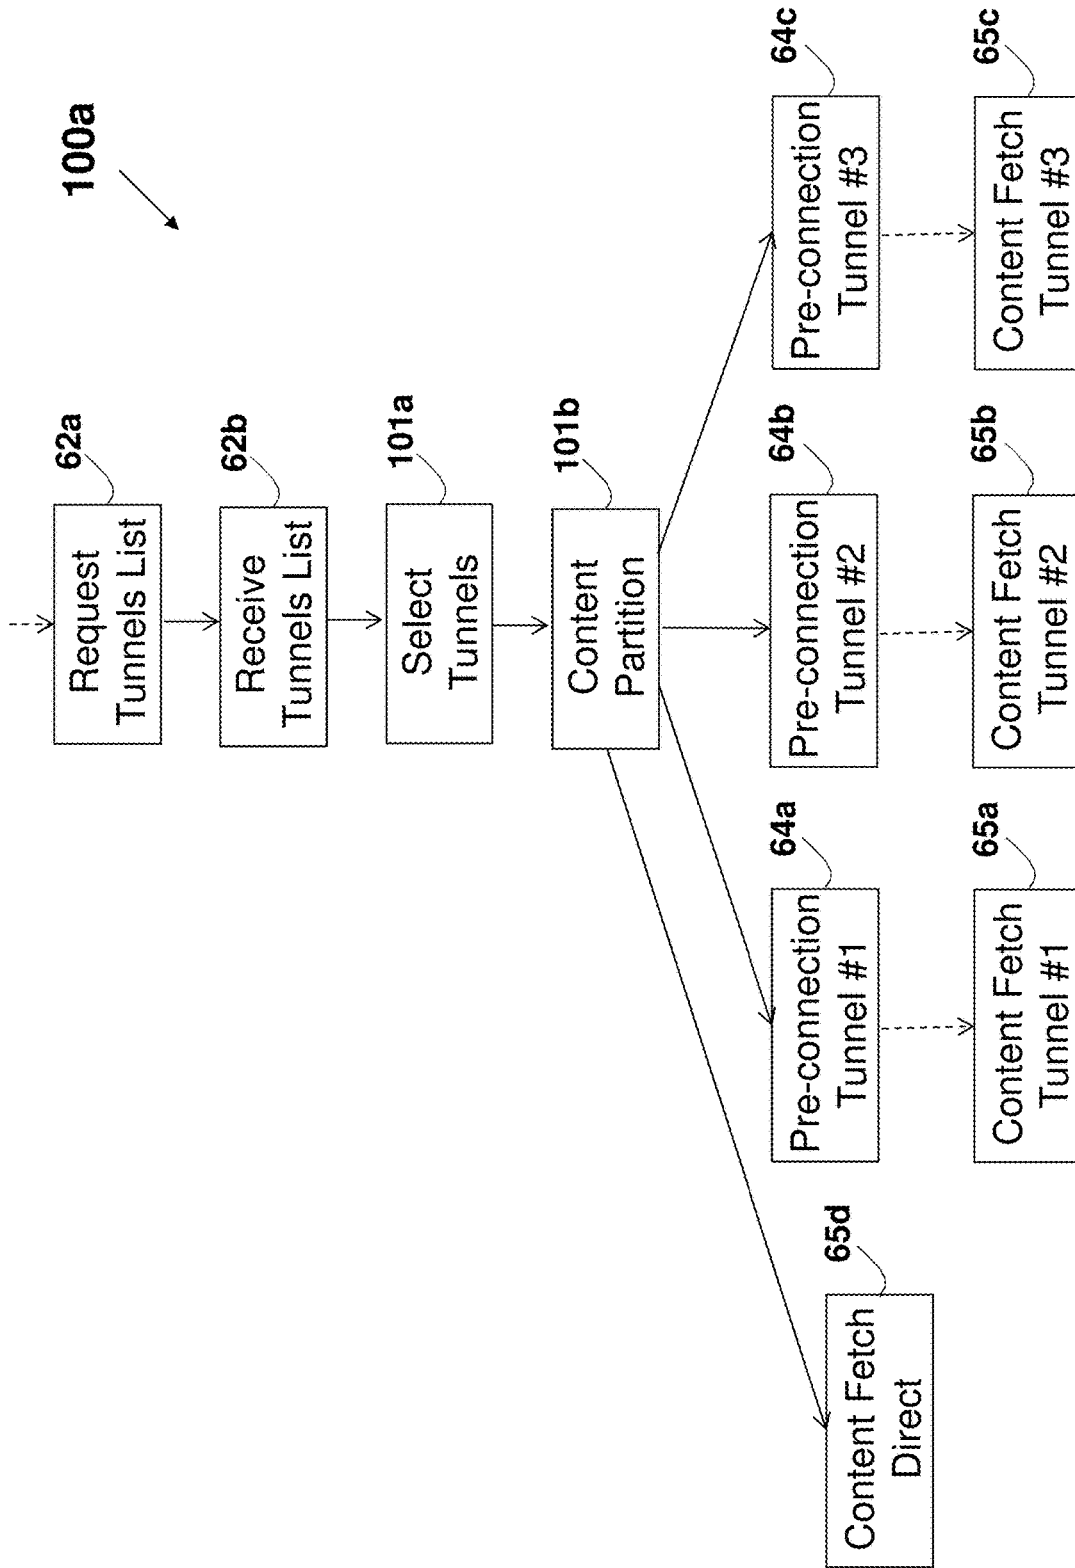 100a
62a
Request
Tunnels List
62b
Receive
Tunnels List
101a
Select
Tunnels
101b
Content
Partition
64a
Pre-connection
Tunnel #1
64b
Pre-connection
Tunnel #2
64c
Pre-connection
Tunnel #3
65d
Content Fetch
Direct
65a
Content Fetch
Tunnel #1
65b
Content Fetch
Tunnel #2
65c
Content Fetch
Tunnel #3